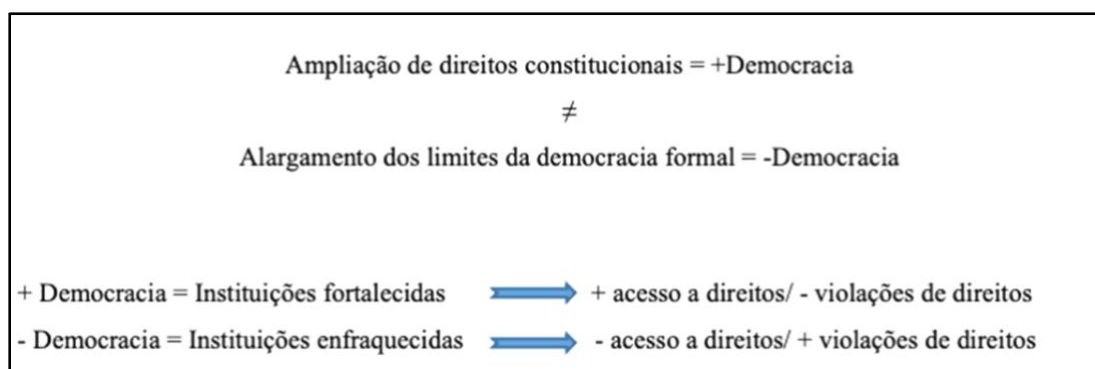 Ampliação de direitos constitucionais = +Democracia
≠
Alargamento dos limites da democracia formal = -Democracia
+ Democracia = Instituições fortalecidas + acesso a direitos/ - violações de direitos
- Democracia = Instituições enfraquecidas - acesso a direitos/ + violações de direitos